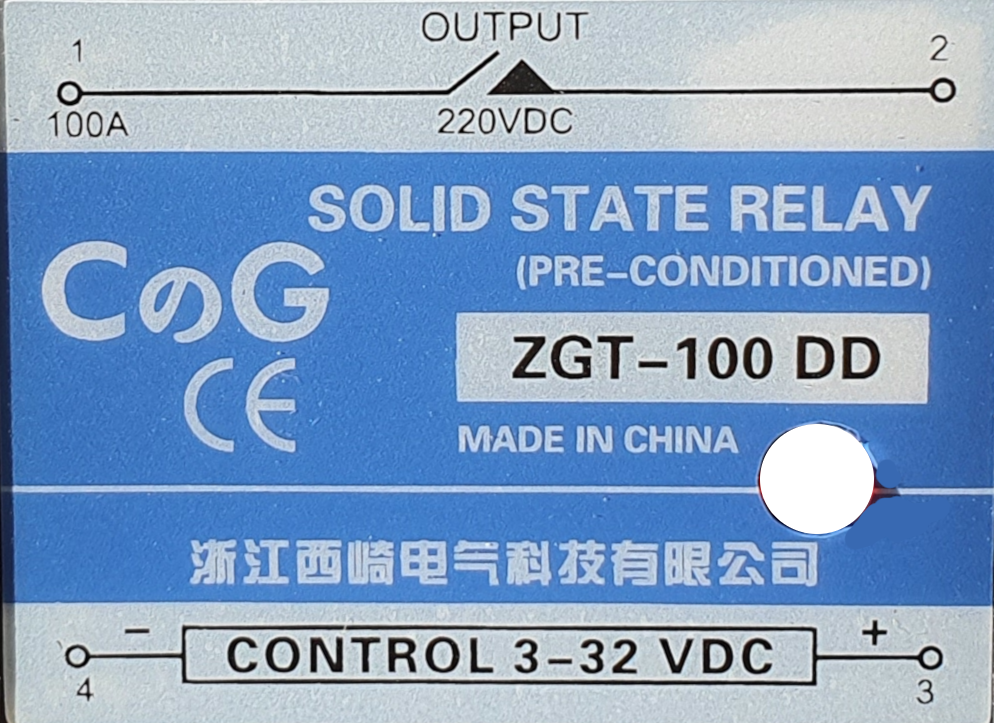 OUTPUT
1 2
100A 220VDC
SOLID STATE RELAY
CのG
(PRE-CONDITIONED)
ZGT-100 DD
CE
MADE IN CHINA
浙江西崎电气科技有限公司
− CONTROL 3-32 VDC +
4 3